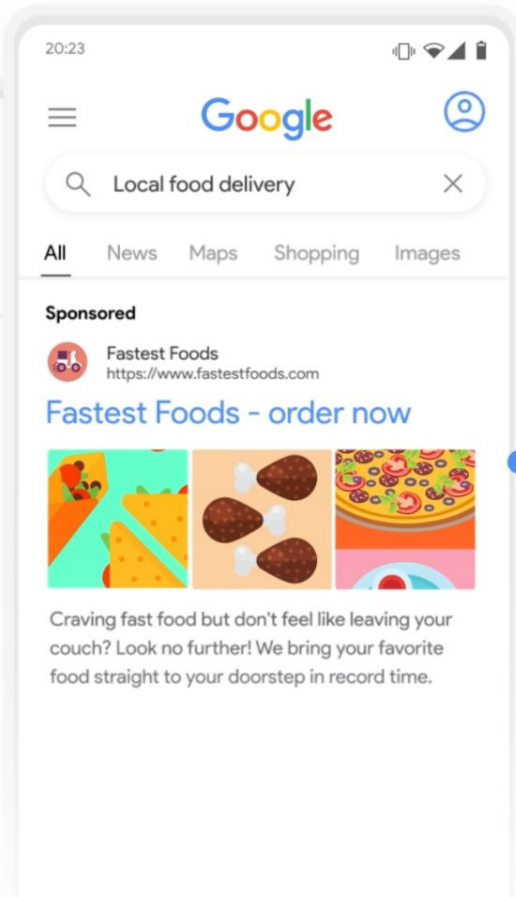 20:23
Google
Local food delivery
All News Maps Shopping Images
Sponsored
Fastest Foods
https://www.fastestfoods.com
Fastest Foods - order now
Craving fast food but don't feel like leaving your
couch? Look no further! We bring your favorite
food straight to your doorstep in record time.